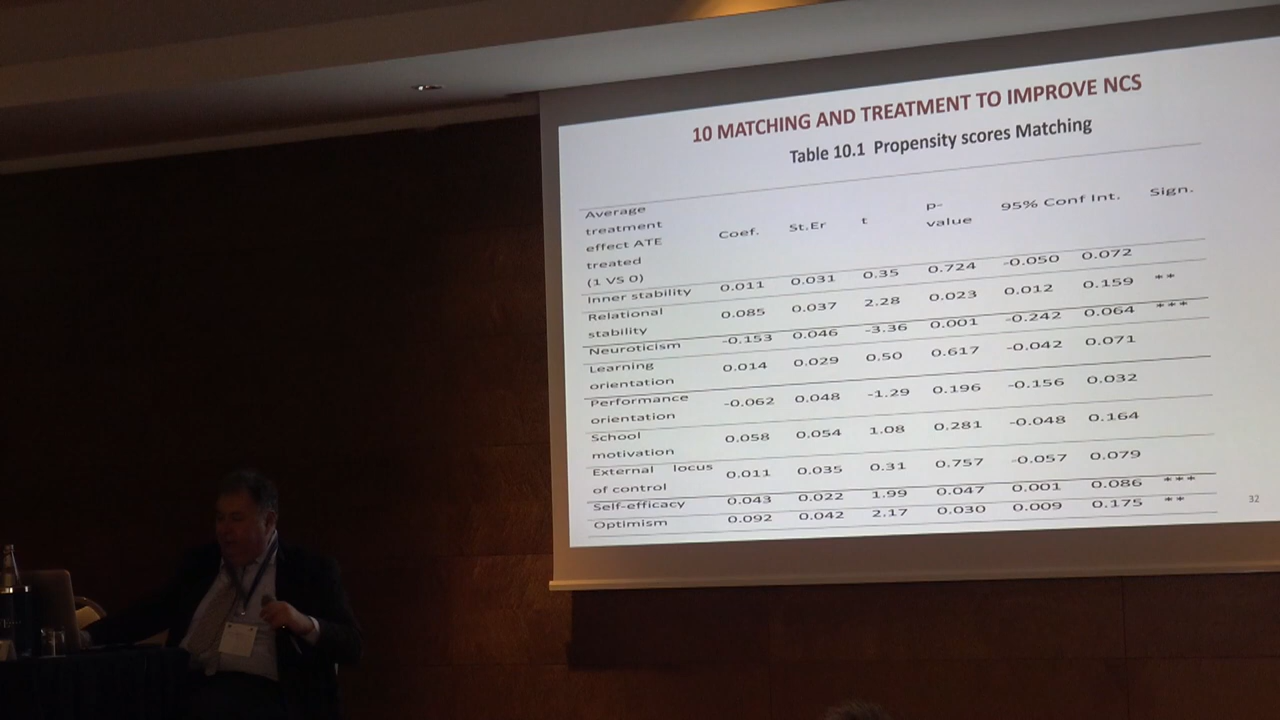 10 MATCHING AND TREATMENT TO IMPROVE NCS
Table 10.1 Propensity scores Matching
Average treatment effect ATE treated (1 VS 0) Coef. St.Er t p-value 95% Conf Int. Sign.
Inner stability 0.011 0.031 0.35 0.724 -0.050 0.072
Relational stability 0.085 0.037 2.28 0.023 0.012 0.159 **
Neuroticism -0.153 0.046 -3.36 0.001 -0.242 0.064 ***
Learning orientation 0.014 0.029 0.50 0.617 -0.042 0.071
Performance orientation -0.062 0.048 -1.29 0.196 -0.156 0.032
School motivation 0.058 0.054 1.08 0.281 -0.048 0.164
External locus of control 0.011 0.035 0.31 0.757 -0.057 0.079
Self-efficacy 0.043 0.022 1.99 0.047 0.001 0.086 ***
Optimism 0.092 0.042 2.17 0.030 0.009 0.175 **
32